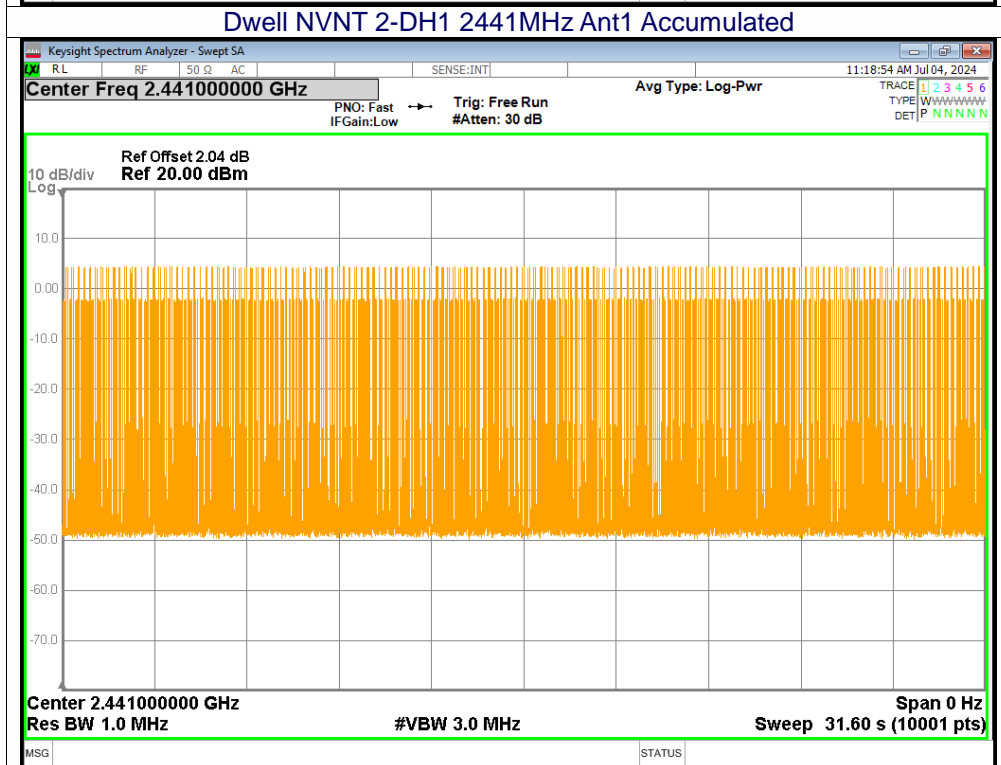 Dwell NVNT 2-DH1 2441MHz Ant1 Accumulated
Keysight Spectrum Analyzer - Swept SA
LXI RL RF 50 Ω AC SENSE:INT 11:18:54 AM Jul 04, 2024
Center Freq 2.441000000 GHz Avg Type: Log-Pwr TRACE 1 2 3 4 5 6
PNO: Fast Trig: Free Run TYPE WWWWWWW
IFGain:Low #Atten: 30 dB DET P N N N N N
Ref Offset 2.04 dB
10 dB/div Ref 20.00 dBm
Log
10.0
0.00
-10.0
-20.0
-30.0
-40.0
-50.0
-60.0
-70.0
Center 2.441000000 GHz Span 0 Hz
Res BW 1.0 MHz #VBW 3.0 MHz Sweep 31.60 s (10001 pts)
MSG STATUS